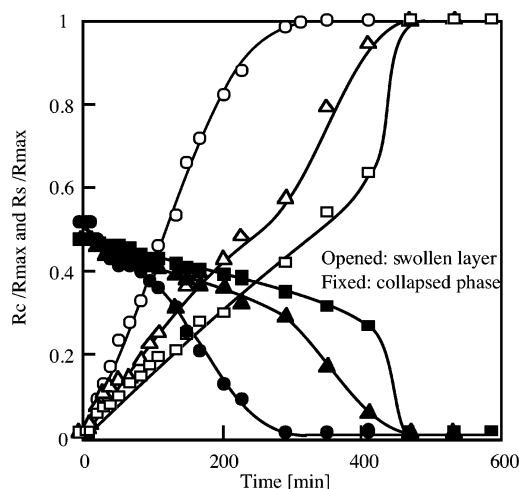 Rc /Rmax and Rs /Rmax
1
0.8
0.6
0.4
0.2
0
Opened: swollen layer
Fixed: collapsed phase
0
200
400
600
Time [min]